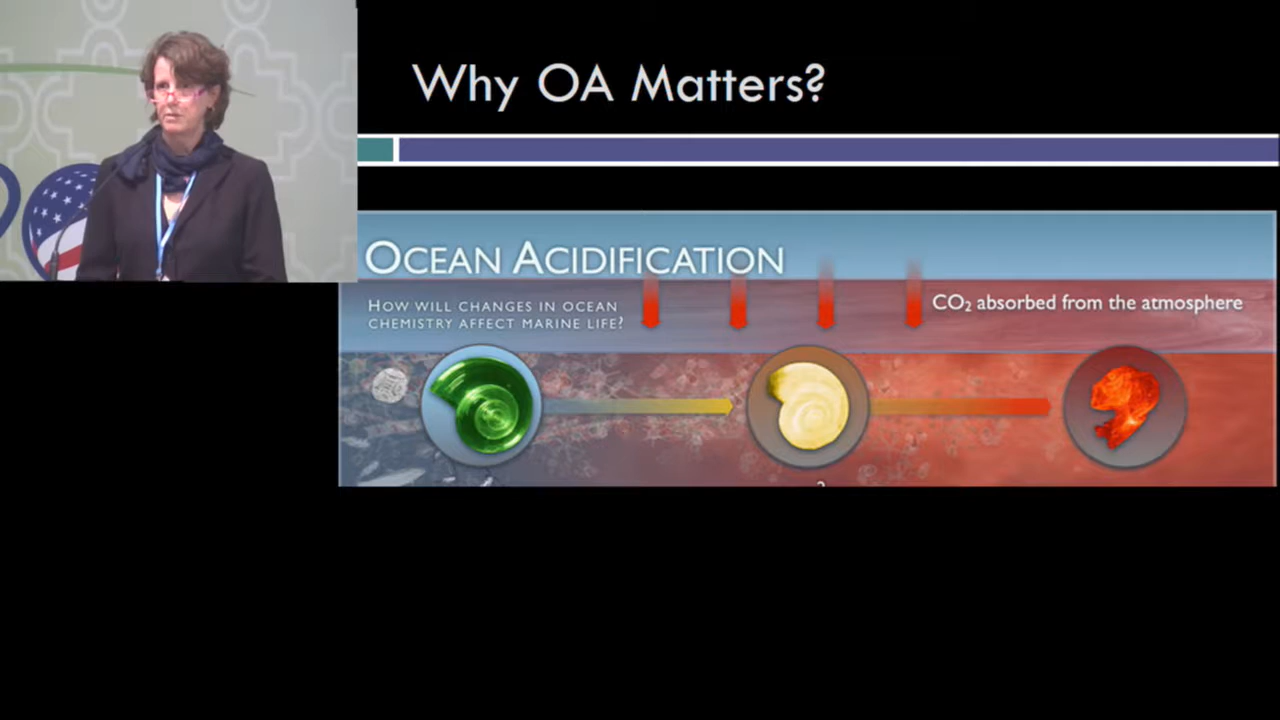 Why OA Matters?
OCEAN ACIDIFICATION
HOW WILL CHANGES IN OCEAN
CHEMISTRY AFFECT MARINE LIFE?
CO₂ absorbed from the atmosphere